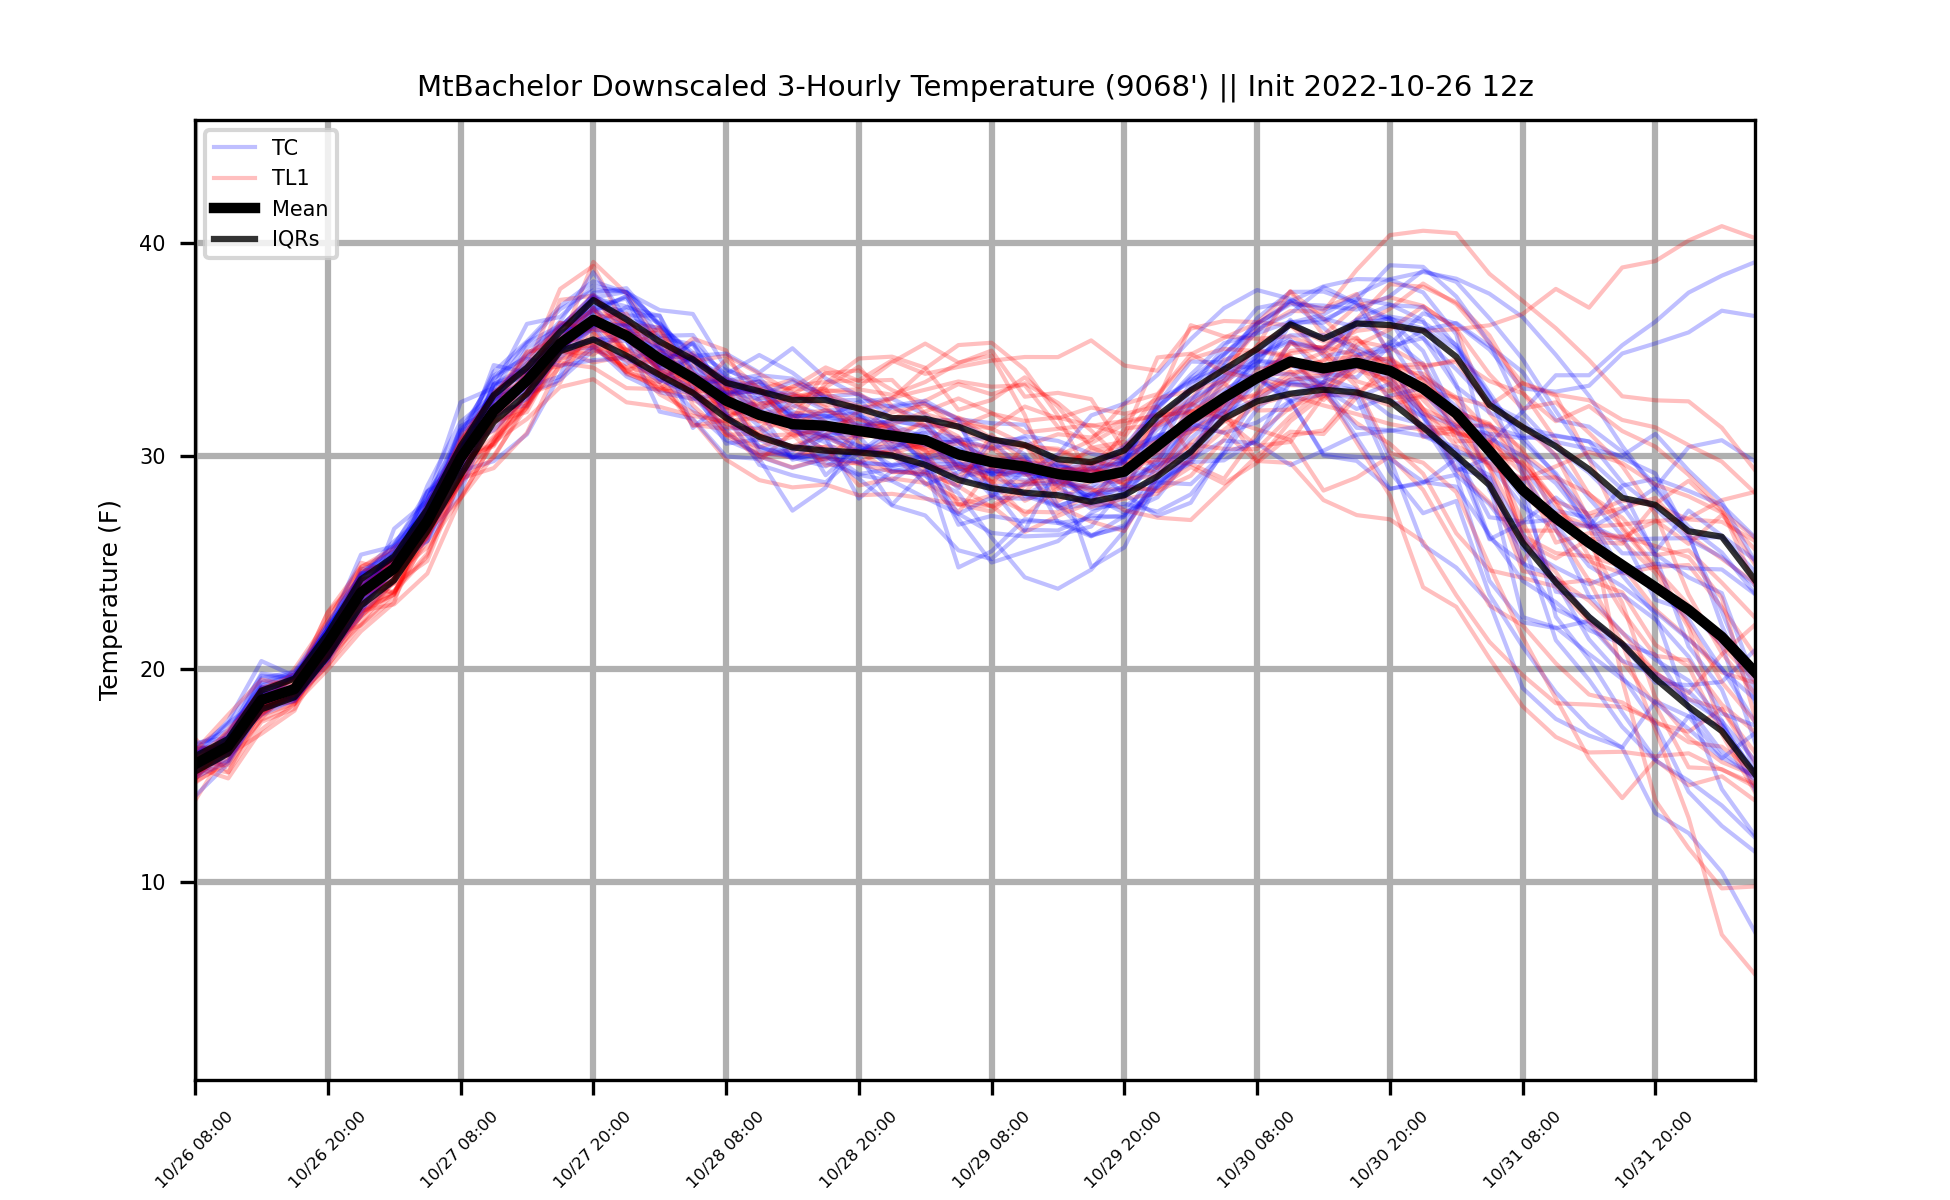 MtBachelor Downscaled 3-Hourly Temperature (9068') || Init 2022-10-26 12z
TC
TL1
Mean
IQRs
40
30
20
10
Temperature (F)
10/26 08:00
10/26 20:00
10/27 08:00
10/27 20:00
10/28 08:00
10/28 20:00
10/29 08:00
10/29 20:00
10/30 08:00
10/30 20:00
10/31 08:00
10/31 20:00